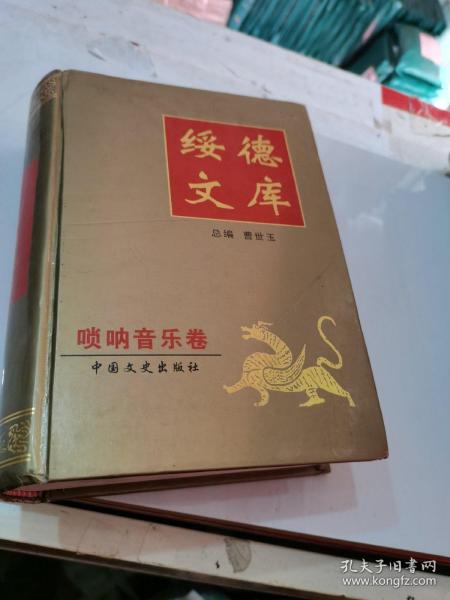 绥德
文库
总编 曹世玉
唢呐音乐卷
中国文史出版社
孔夫子旧书网
www.kongfz.com